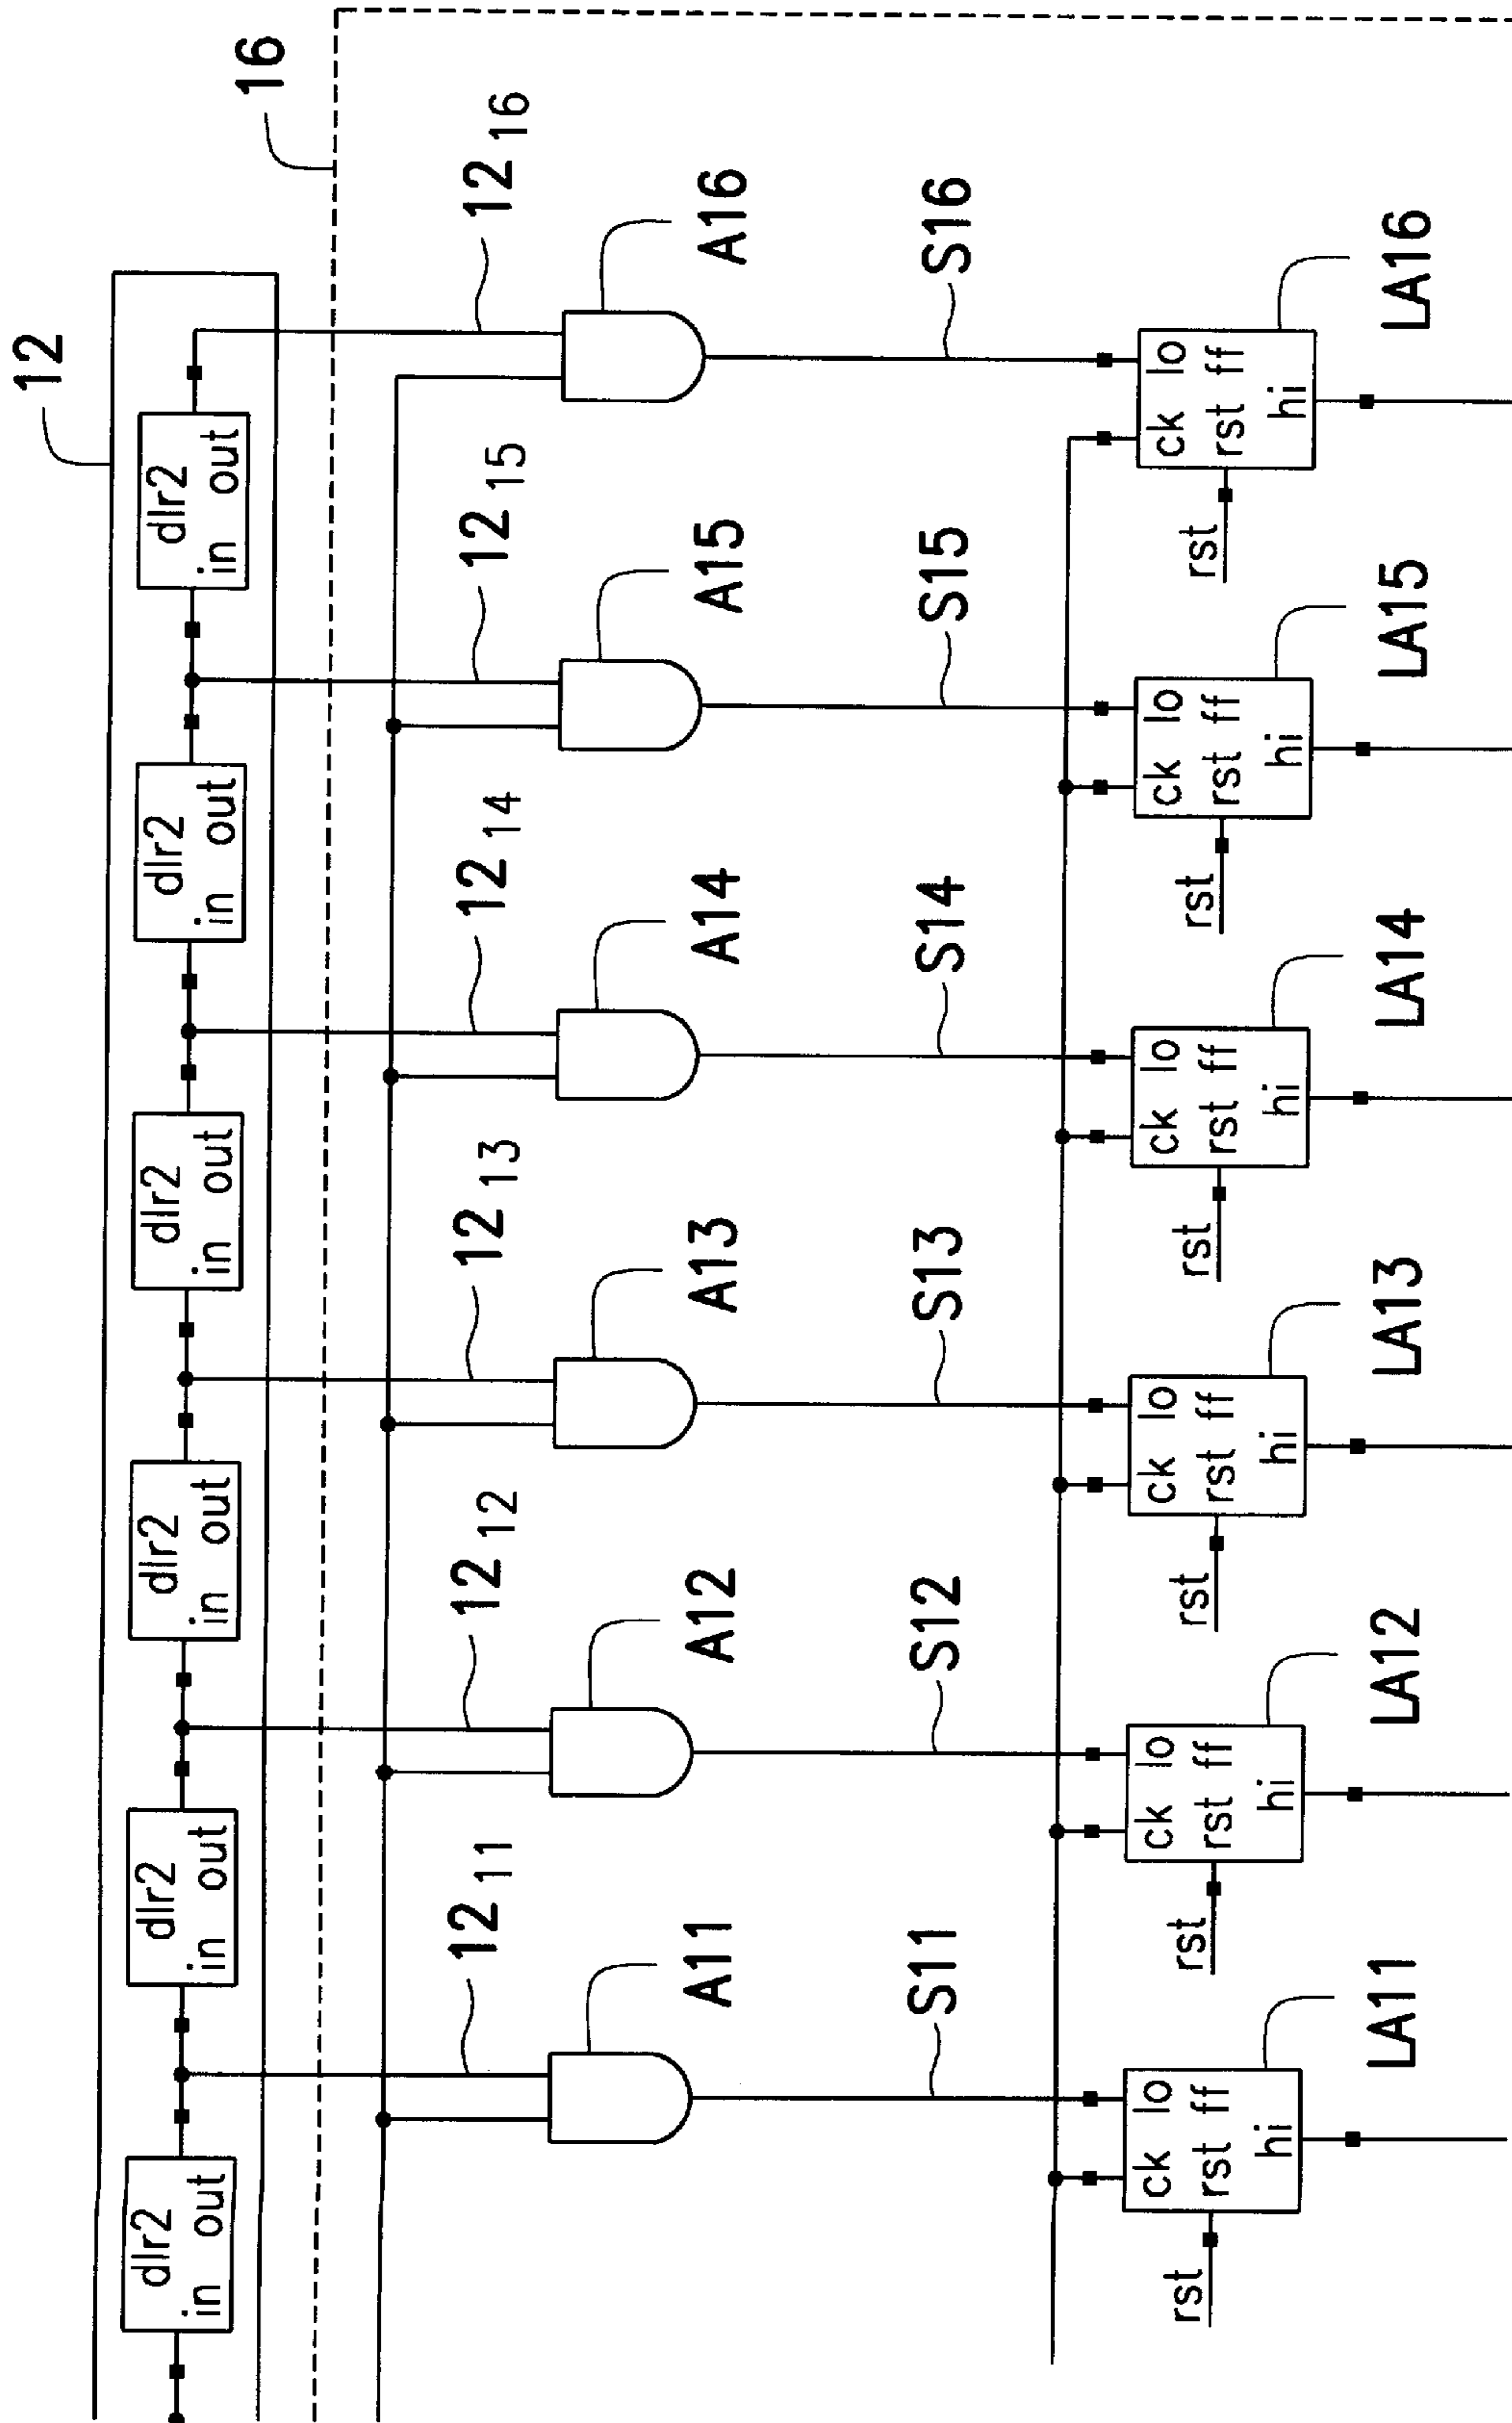 12
dlr2 dlr2 dlr2 dlr2 dlr2 dlr2
in out in out in out in out in out in out
16
12 11 12 12 12 13 12 14 12 15 12 16
A11 A12 A13 A14 A15 A16
S11 S12 S13 S14 S15 S16
ck lo ck lo ck lo ck lo ck lo ck lo
rst rst ff rst rst ff rst rst ff rst rst ff rst rst ff rst rst ff
hi hi hi hi hi hi
LA11 LA12 LA13 LA14 LA15 LA16